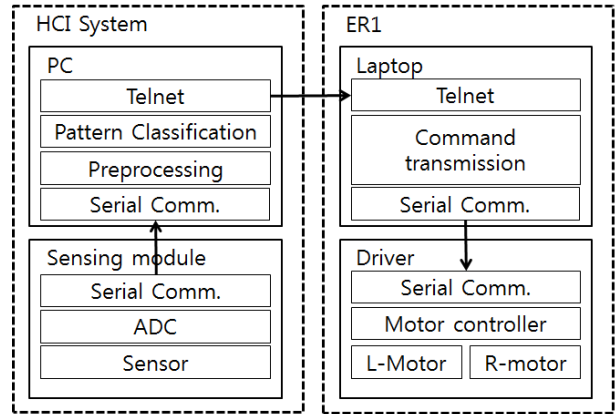 HCI System
PC
Telnet
Pattern Classification
Preprocessing
Serial Comm.
Sensing module
Serial Comm.
ADC
Sensor
ER1
Laptop
Telnet
Command
transmission
Serial Comm.
Driver
Serial Comm.
Motor controller
L-Motor
R-motor